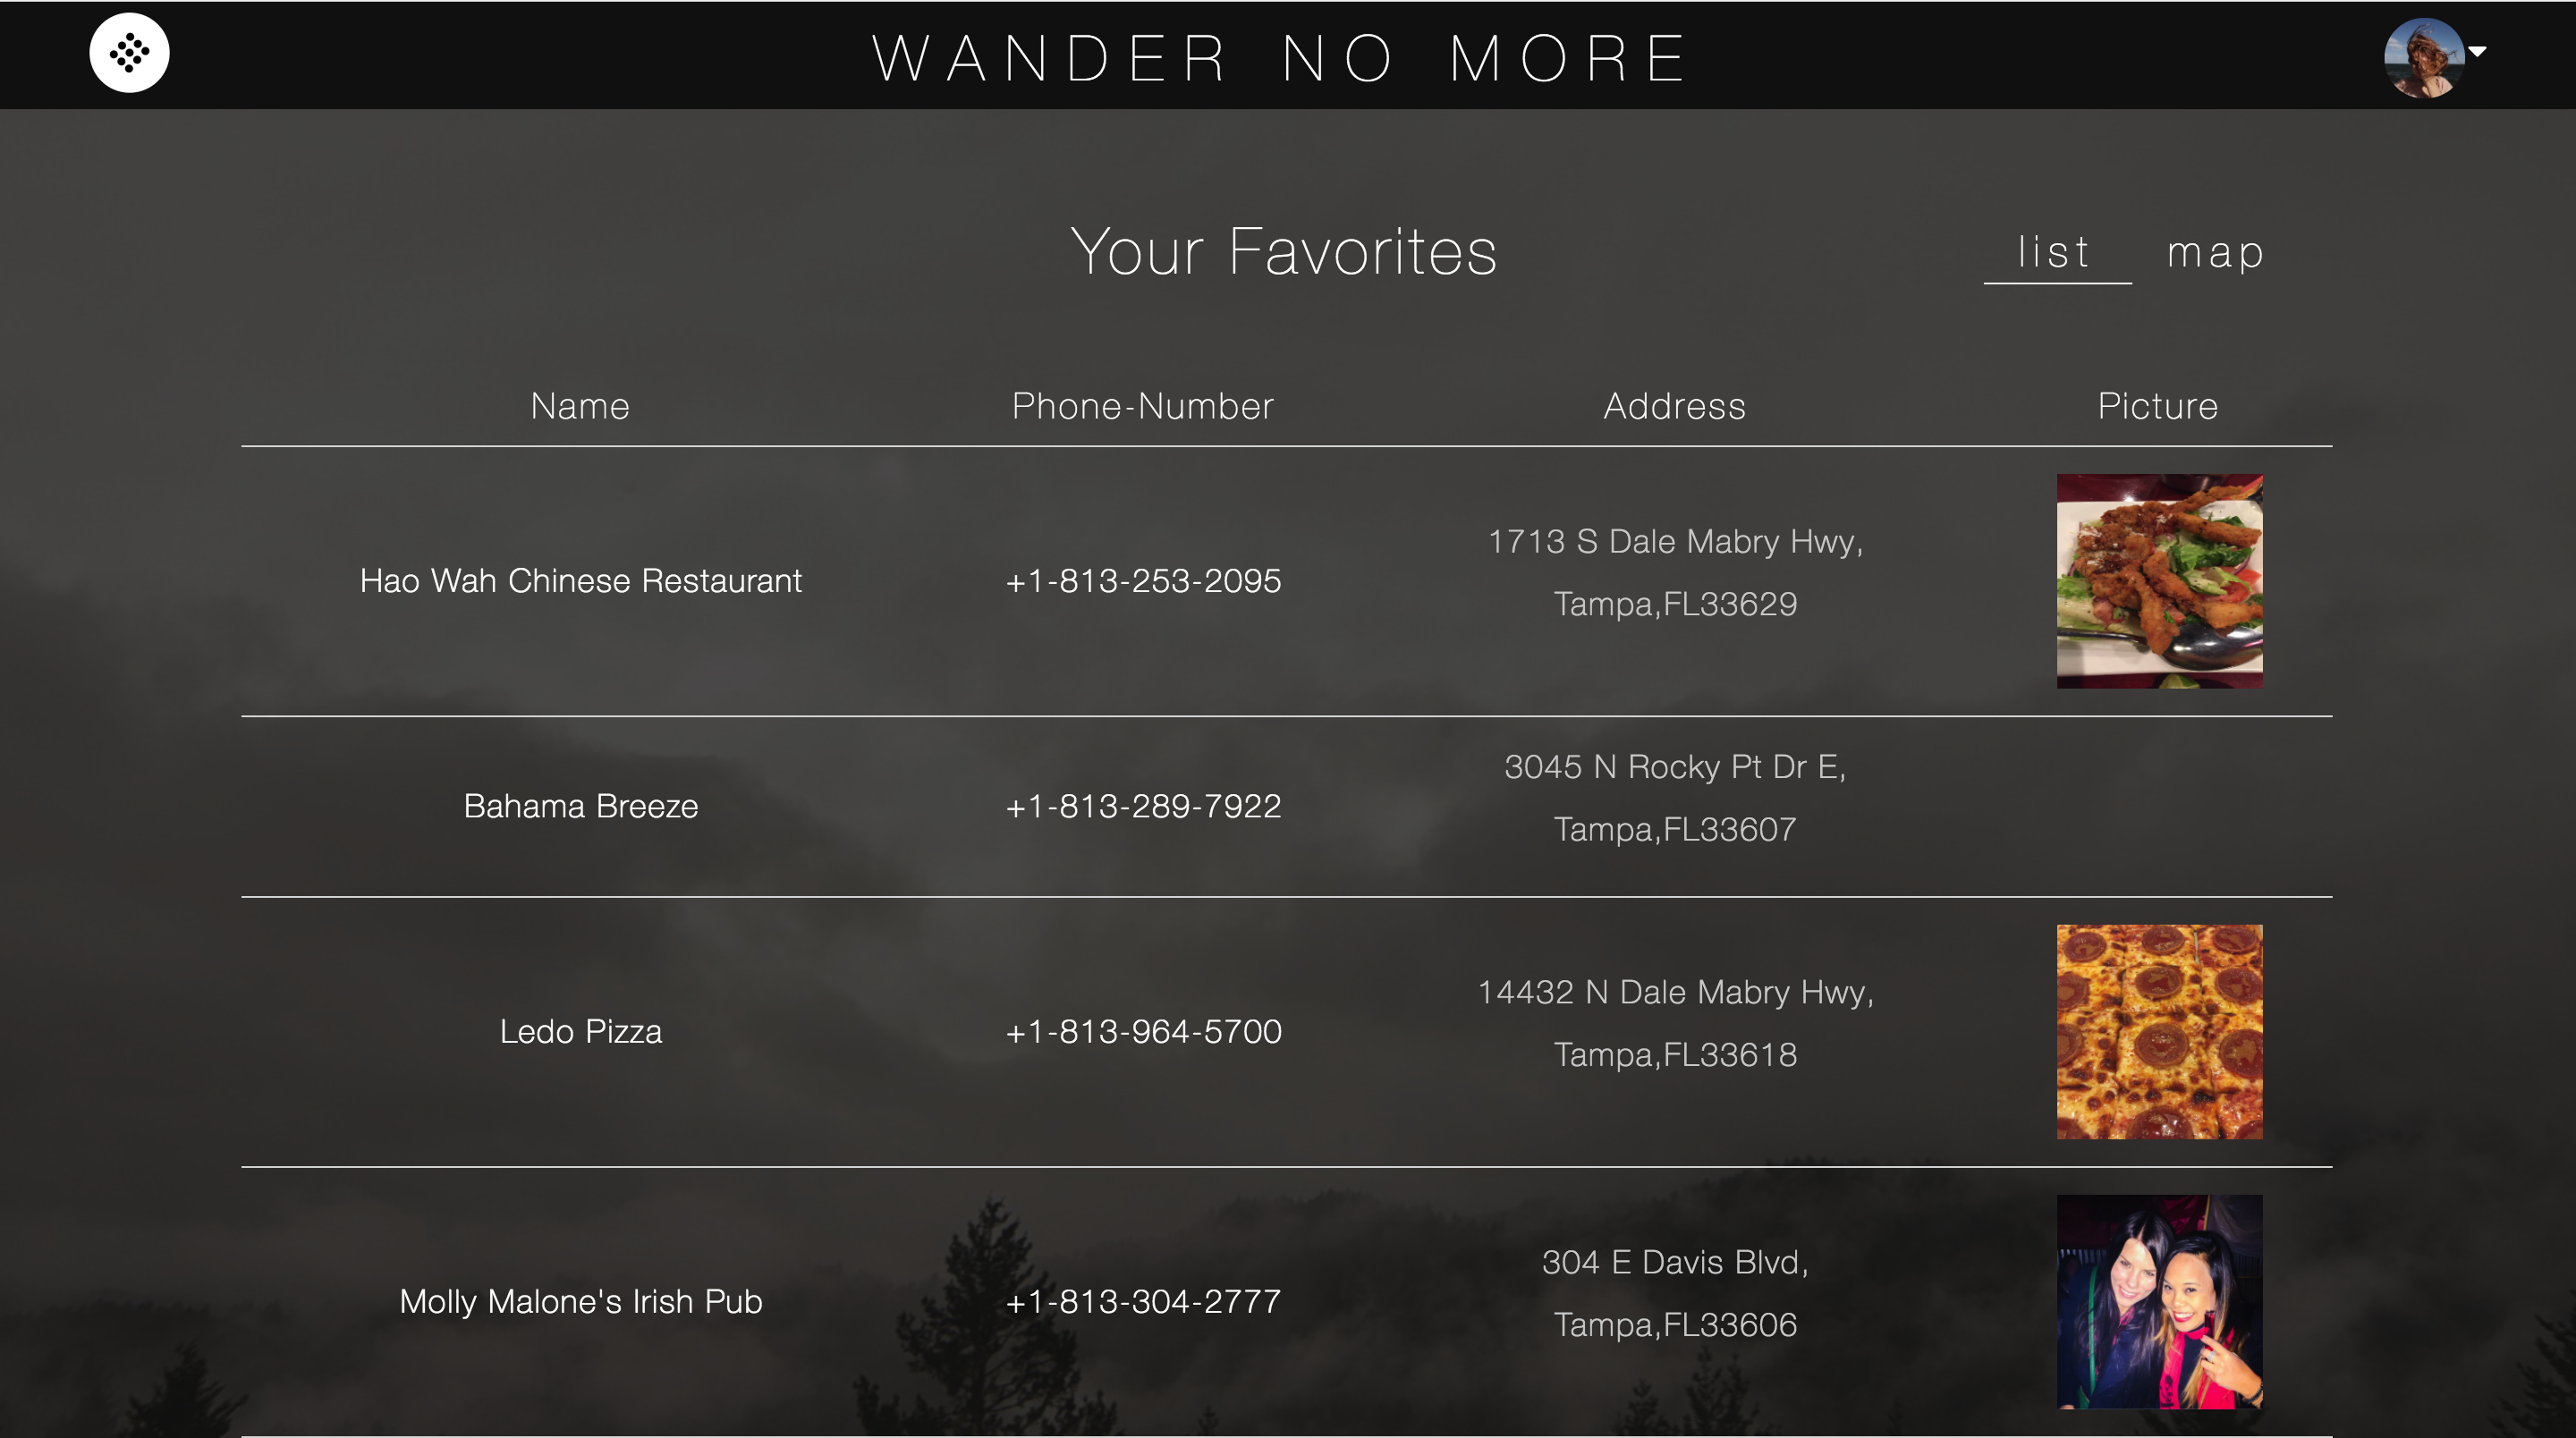 WANDER NO MORE
Your Favorites
list map
Name Phone-Number Address Picture
Hao Wah Chinese Restaurant +1-813-253-2095 1713 S Dale Mabry Hwy,
Tampa,FL33629
Bahama Breeze +1-813-289-7922 3045 N Rocky Pt Dr E,
Tampa,FL33607
Ledo Pizza +1-813-964-5700 14432 N Dale Mabry Hwy,
Tampa,FL33618
Molly Malone's Irish Pub +1-813-304-2777 304 E Davis Blvd,
Tampa,FL33606